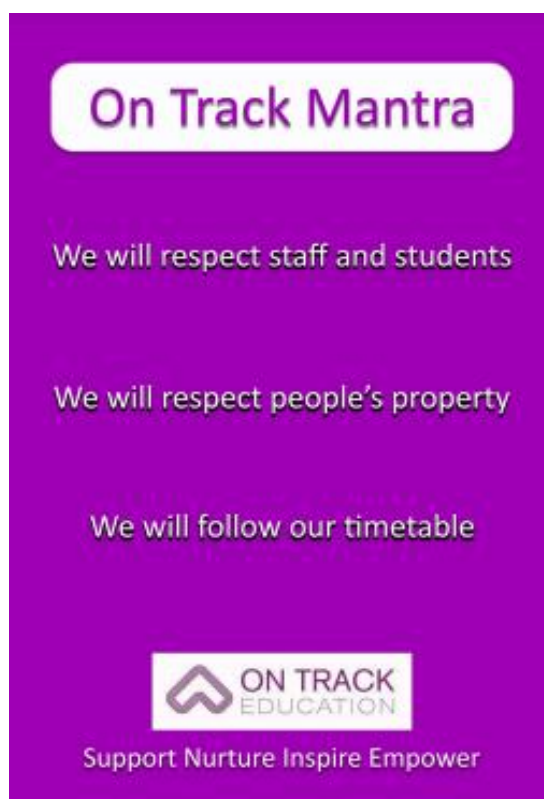 On Track Mantra
We will respect staff and students
We will respect people’s property
We will follow our timetable
ON TRACK
EDUCATION
Support Nurture Inspire Empower